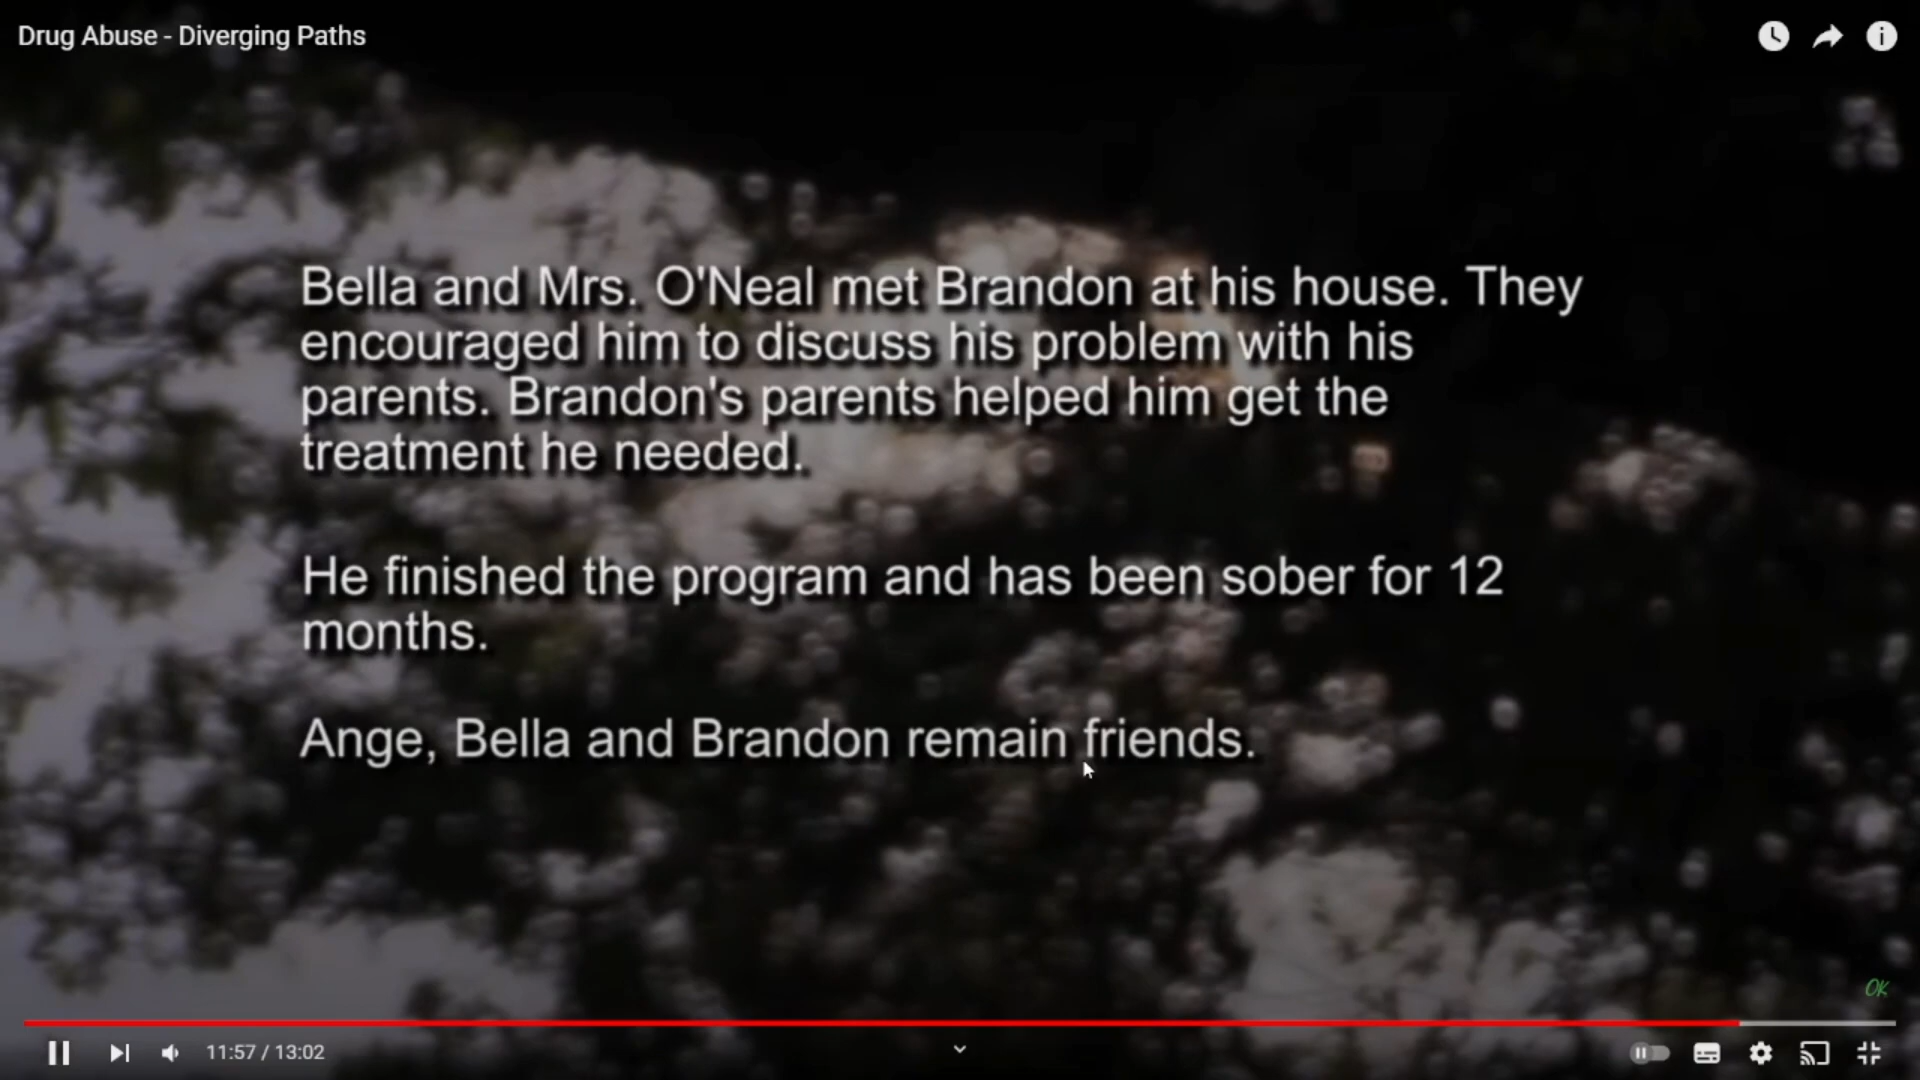 Drug Abuse - Diverging Paths
Bella and Mrs. O'Neal met Brandon at his house. They
encouraged him to discuss his problem with his
parents. Brandon's parents helped him get the
treatment he needed.
He finished the program and has been sober for 12
months.
Ange, Bella and Brandon remain friends.
OK
11:57 / 13:02